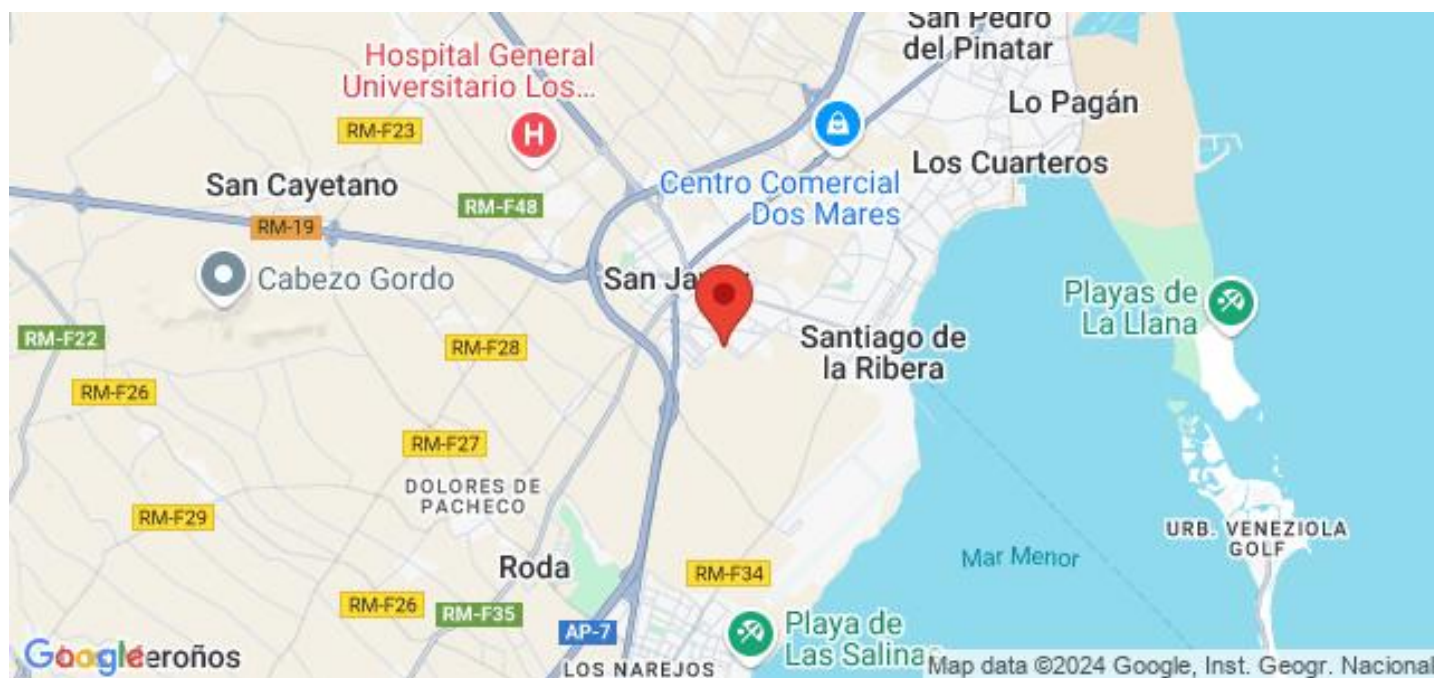 San Pedro
del Pinatar
Hospital General
Universitario Los...
H
Lo Pagán
RM-F23
Los Cuarteros
San Cayetano
Centro Comercial
Dos Mares
RM-F48
RM-19
Cabezo Gordo
San
Playas de
La Llana
RM-F22
RM-F28
Santiago de
la Ribera
RM-F26
RM-F27
DOLORES DE
PACHECO
RM-F29
URB. VENEZIOLA
GOLF
Mar Menor
Roda
RM-F34
RM-F26
RM-F35
AP-7
Playa de
Las Salinas
Google
eroños
LOS NAREJOS
Map data ©2024 Google, Inst. Geogr. Nacional